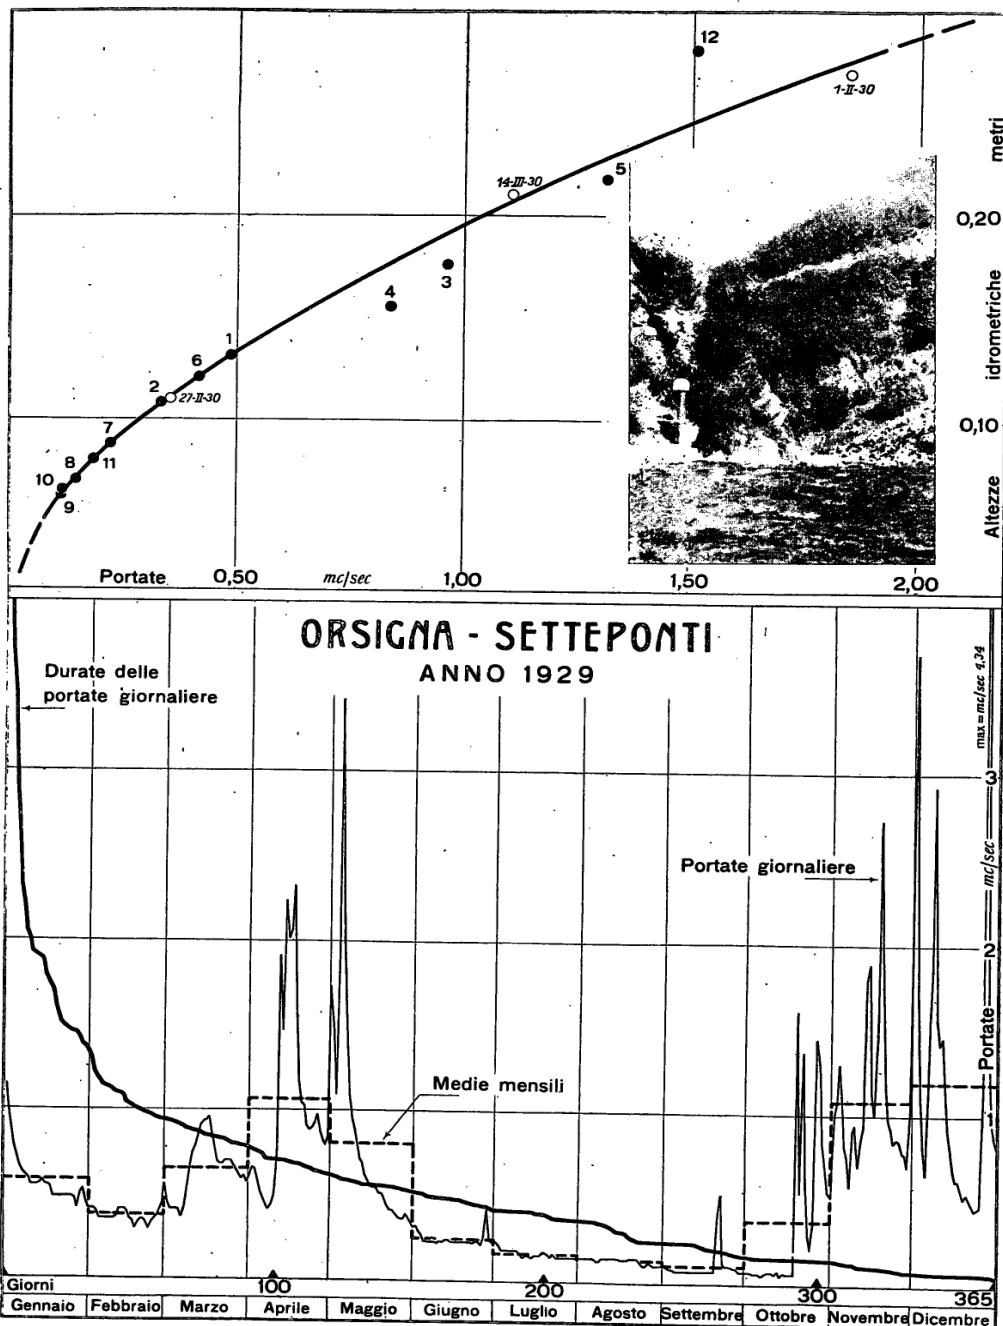 12
1-II-30
metri
14-III-30
5
0,20
3
4
idrometriche
1
6
2
27-II-30
0,10
7
11
8
10
9
Altezze
Portate
0,50
mc/sec
1,00
1,50
2,00
ORSIGNA - SETTEPONTI
ANNO 1929
Durate delle
portate giornaliere
max = mc/sec 4,34
3
Portate giornaliere
mc/sec
2
Portate
Medie mensili
1
Giorni
100
200
300
365
Gennaio Febbraio Marzo Aprile Maggio Giugno Luglio Agosto Settembre Ottobre Novembre Dicembre